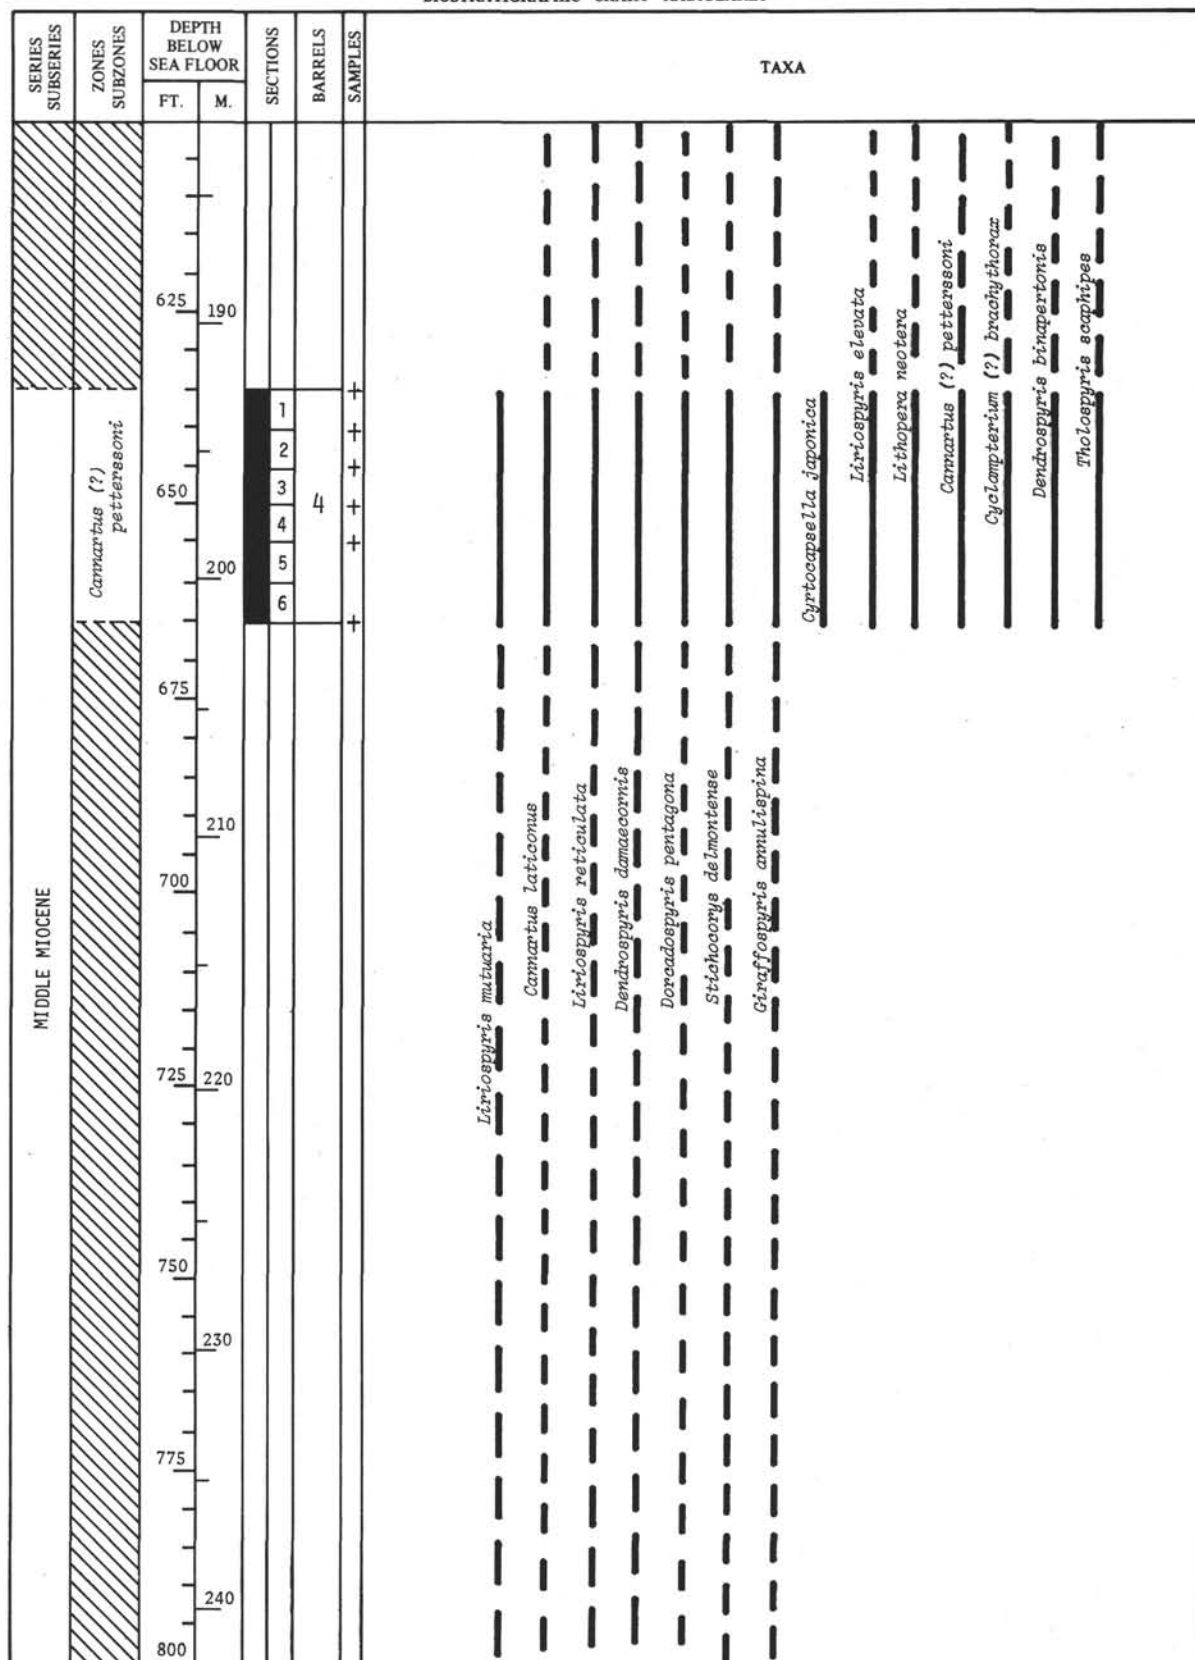 SERIES
SUBSERIES
ZONES
SUBZONES
DEPTH
BELOW
SEA FLOOR
FT.
M.
SECTIONS
BARRELS
SAMPLES
TAXA
625
190
650
200
675
210
700
725
220
750
230
775
240
800
MIDDLE MIOCENE
Cannartus (?)
petterssoni
1
2
3
4
5
6
4
Liriospyris mutuaria
Cannartus laticonus
Liriospyris reticulata
Dendrospyris damaecornis
Dorcadospyris pentagona
Stichocorys delmontense
Giraffospyris annulispina
Cyrtocapsella japonica
Liriospyris elevata
Lithopera neotera
Cannartus (?) petterssoni
Cyclampterium (?) brachythorax
Dendrospyris binapertonis
Tholospyris scaphipes